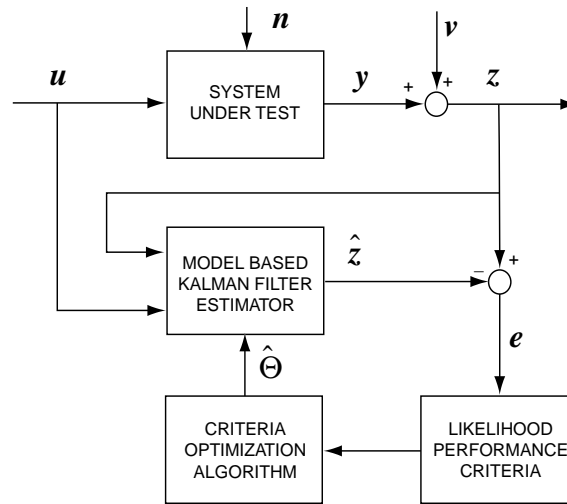 n
v
u
SYSTEM
UNDER TEST
y
+
+
z
MODEL BASED
KALMAN FILTER
ESTIMATOR
ẑ
−
+
e
Θ̂
CRITERIA
OPTIMIZATION
ALGORITHM
LIKELIHOOD
PERFORMANCE
CRITERIA